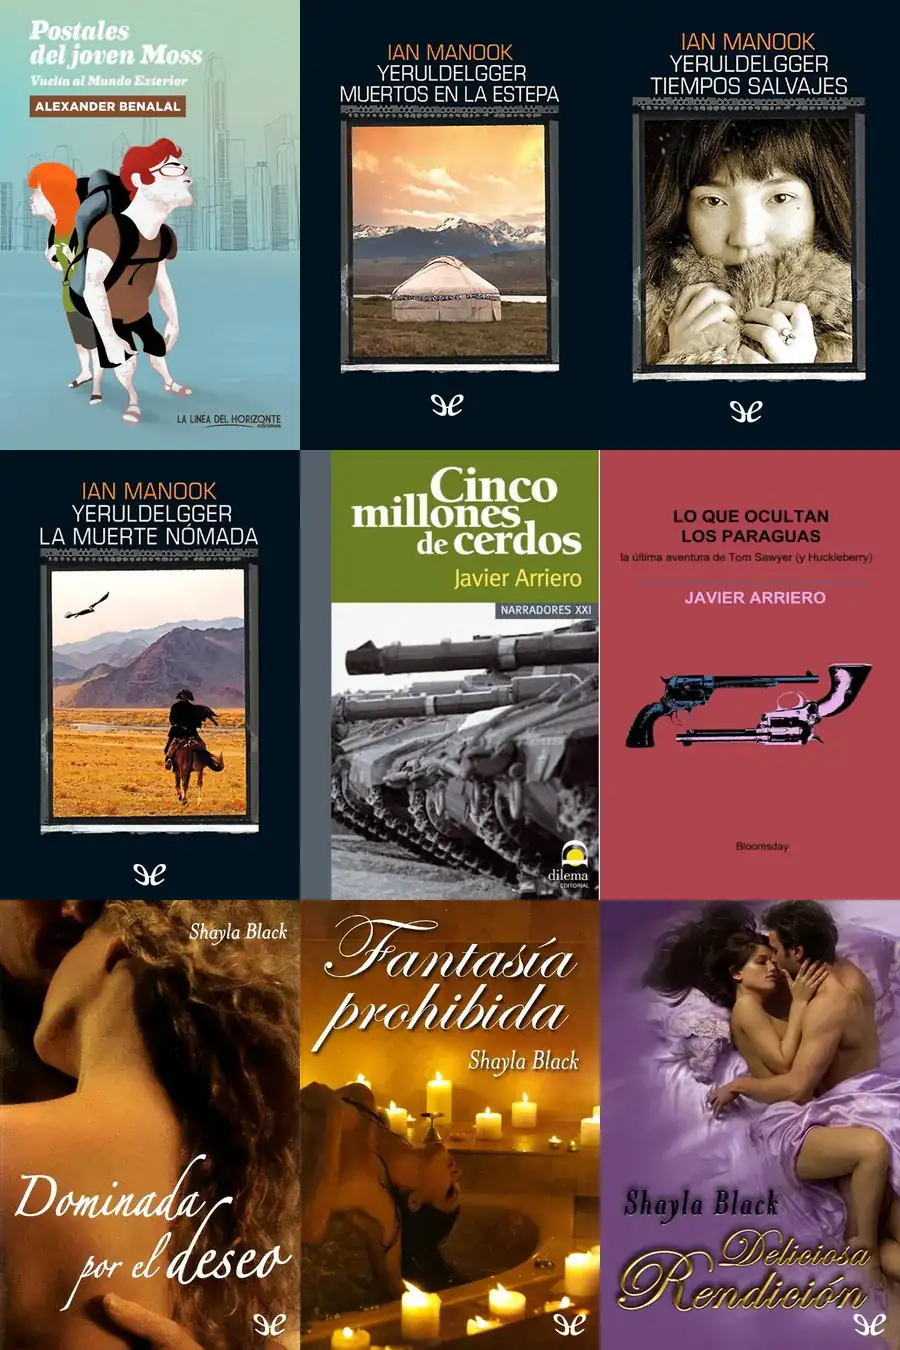 Postales
del joven Moss
Vuelta al Mundo Exterior
ALEXANDER BENALAL
LA LINEA DEL HORIZONTE
ediciones
IAN MANOOK
YERULDELGGER
MUERTOS EN LA ESTEPA
IAN MANOOK
YERULDELGGER
TIEMPOS SALVAJES
IAN MANOOK
YERULDELGGER
LA MUERTE NÓMADA
Cinco
millones
de cerdos
Javier Arriero
NARRADORES XXI
dilema
EDITORIAL
LO QUE OCULTAN
LOS PARAGUAS
la última aventura de Tom Sawyer (y Huckleberry)
JAVIER ARRIERO
Bloomsday
Shayla Black
Dominada
por el deseo
Fantasía
prohibida
Shayla Black
Shayla Black
Deliciosa
Rendición